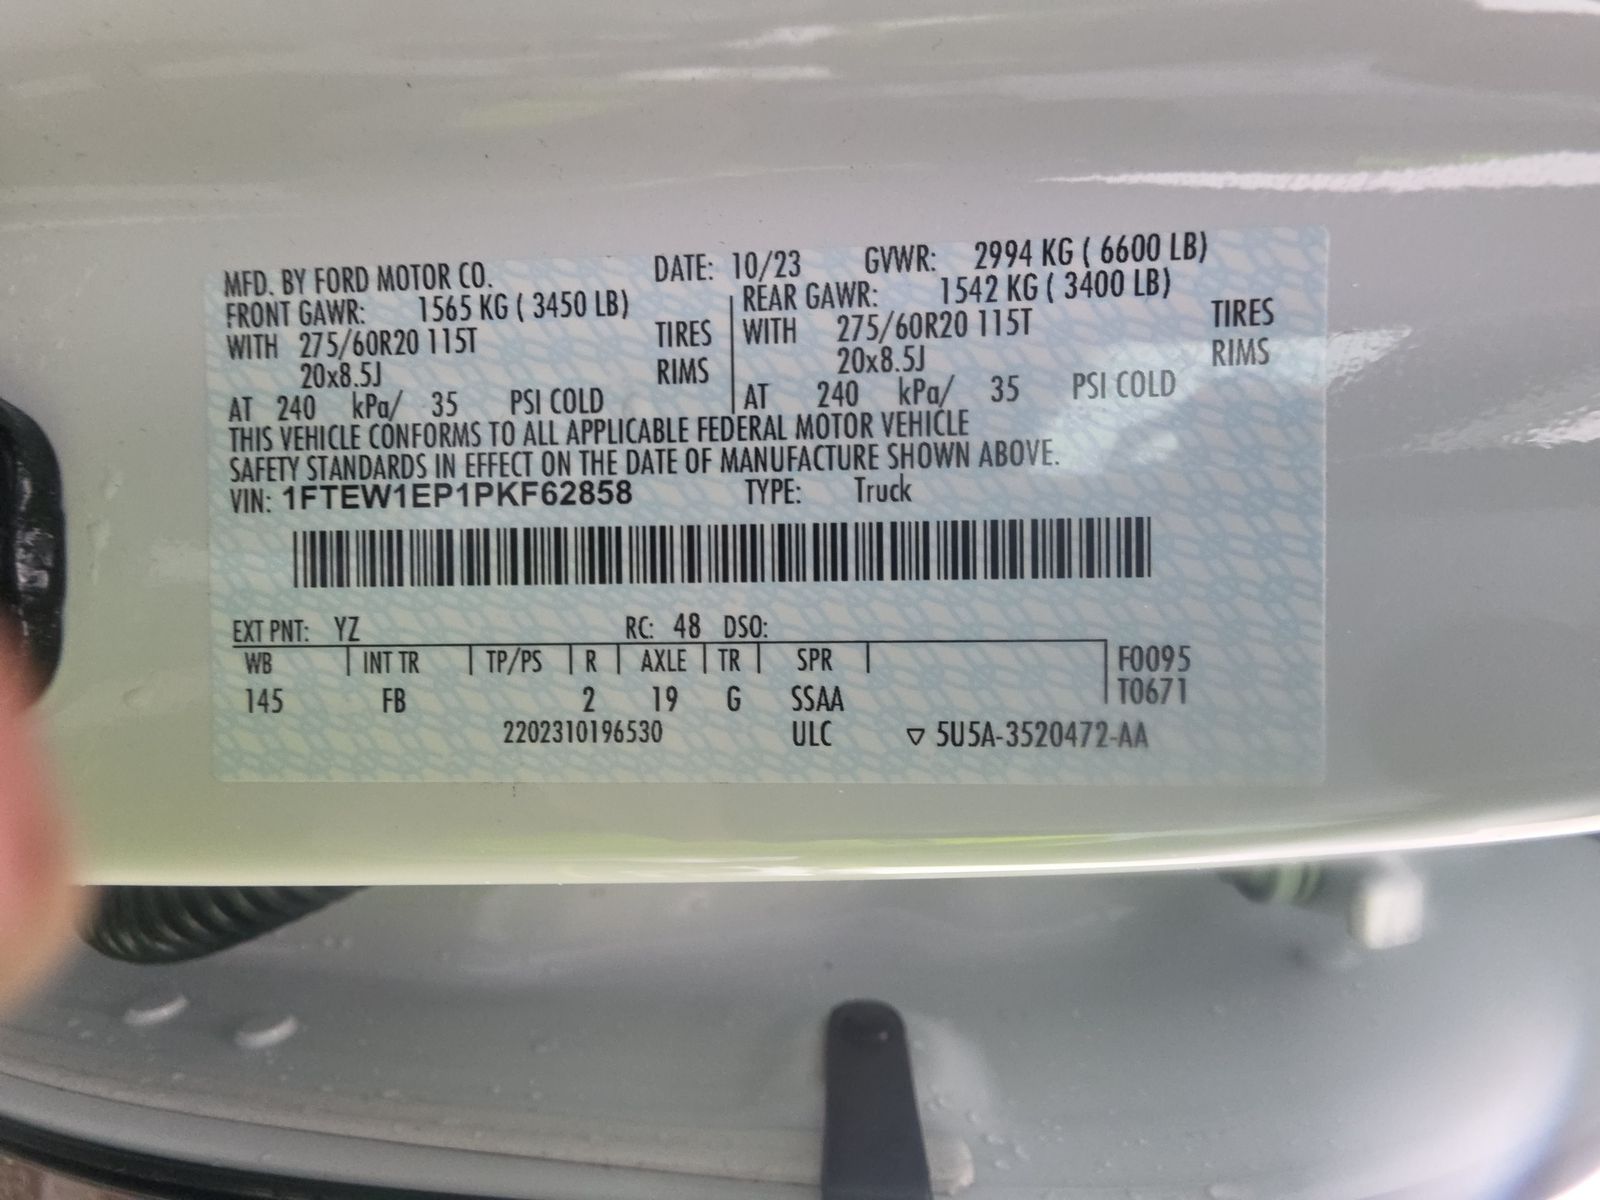 MFD. BY FORD MOTOR CO. DATE: 10/23 GVWR: 2994 KG ( 6600 LB)
FRONT GAWR: 1565 KG ( 3450 LB) REAR GAWR: 1542 KG ( 3400 LB)
WITH 275/60R20 115T TIRES WITH 275/60R20 115T TIRES
20x8.5J RIMS 20x8.5J RIMS
AT 240 kPa/ 35 PSI COLD AT 240 kPa/ 35 PSI COLD
THIS VEHICLE CONFORMS TO ALL APPLICABLE FEDERAL MOTOR VEHICLE
SAFETY STANDARDS IN EFFECT ON THE DATE OF MANUFACTURE SHOWN ABOVE.
VIN: 1FTEW1EP1PKF62858 TYPE: Truck
EXT PNT: YZ RC: 48 DSO:
WB INT TR TP/PS R AXLE TR SPR F0095
145 FB 2 19 G SSAA T0671
2202310196530 ULC ▽ 5U5A-3520472-AA